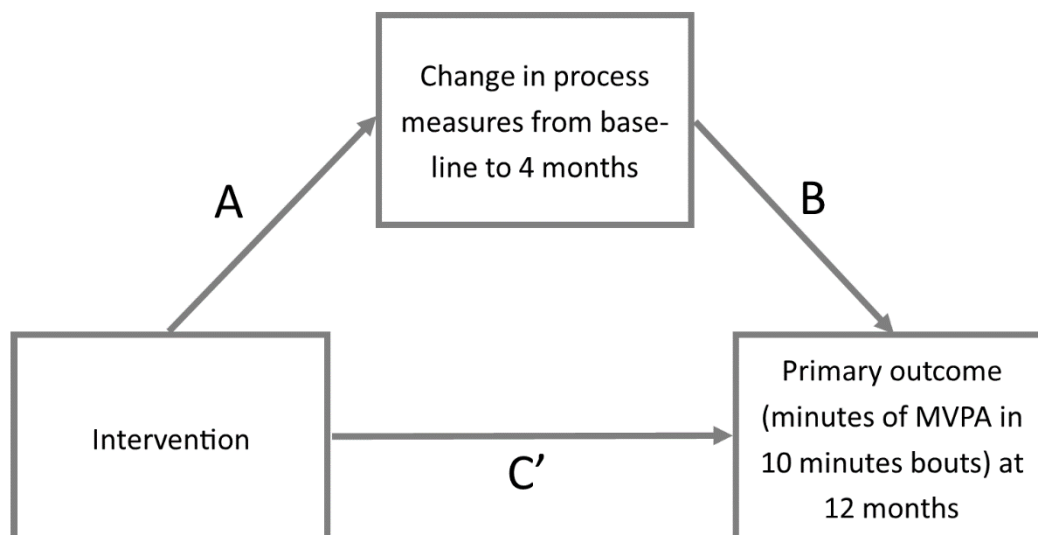 Change in process
measures from base-
line to 4 months
A
B
Intervention
C’
Primary outcome
(minutes of MVPA in
10 minutes bouts) at
12 months